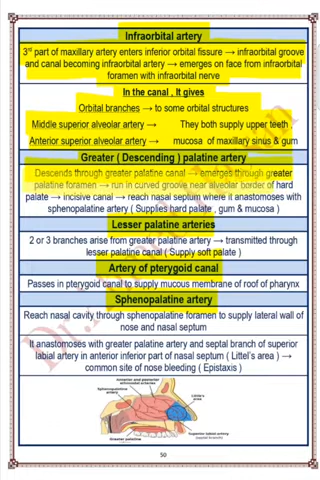 Infraorbital artery
3rd part of maxillary artery enters inferior orbital fissure → infraorbital groove
and canal becoming infraorbital artery → emerges on face from infraorbital
foramen with infraorbital nerve
In the canal , It gives
Orbital branches → to some orbital structures
Middle superior alveolar artery → They both supply upper teeth
Anterior superior alveolar artery → mucosa of maxillary sinus & gum
Greater ( Descending ) palatine artery
Descends through greater palatine canal → emerges through greater
palatine foramen → run in curved groove near alveolar border of hard
palate → incisive canal → reach nasal septum where it anastomoses with
sphenopalatine artery ( Supplies hard palate , gum & mucosa )
Lesser palatine arteries
2 or 3 branches arise from greater palatine artery → transmitted through
lesser palatine canal ( Supply soft palate )
Artery of pterygoid canal
Passes in pterygoid canal to supply mucous membrane of roof of pharynx
Sphenopalatine artery
Reach nasal cavity through sphenopalatine foramen to supply lateral wall of
nose and nasal septum
It anastomoses with greater palatine artery and septal branch of superior
labial artery in anterior inferior part of nasal septum ( Littel's area ) →
common site of nose bleeding ( Epistaxis )
Anterior and posterior
ethmoidal arteries
Sphenopalatine
artery
Little's
area
Superior labial artery
Greater palatine
50